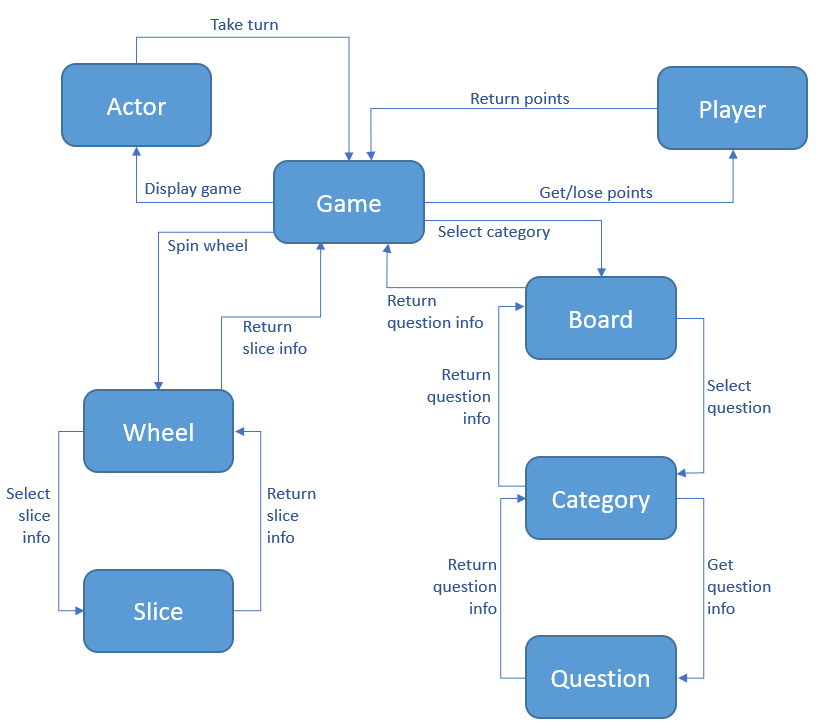 Take turn
Actor
Return points
Player
Display game
Game
Get/lose points
Spin wheel
Select category
Return
slice info
Return
question info
Board
Return
question
info
Select
question
Wheel
Select
slice
info
Return
slice
info
Category
Slice
Return
question
info
Get
question
info
Question